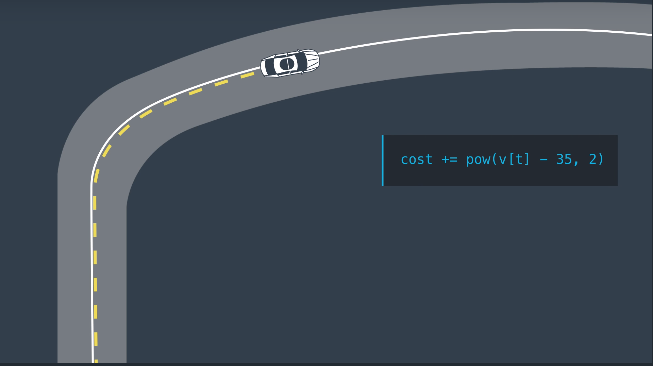 cost += pow(v[t] − 35, 2)